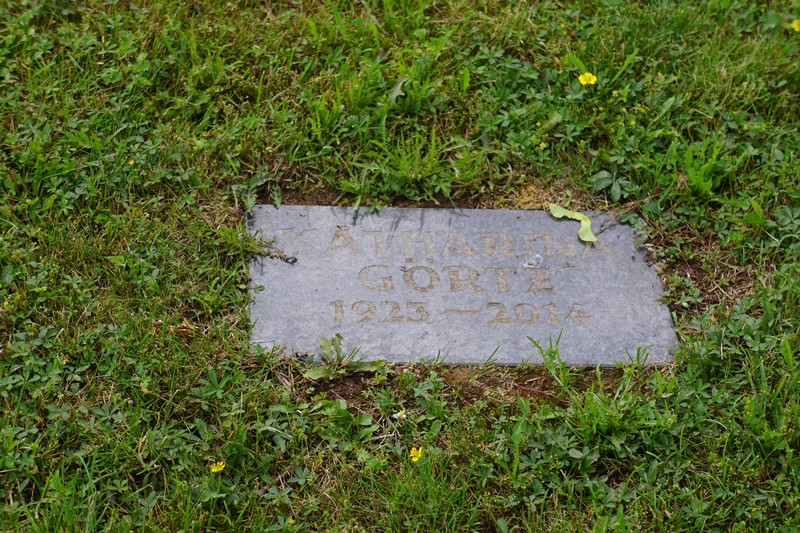 KATHARINA
GÖRTZ
1923 — 2014